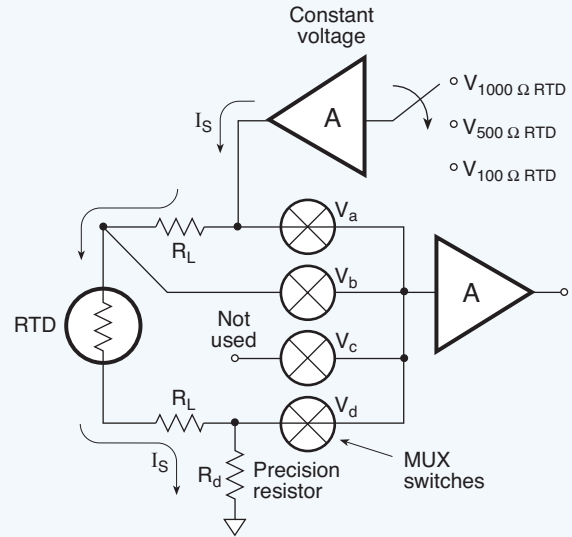 Constant
voltage
A
I_S
V_1000 Ω RTD
V_500 Ω RTD
V_100 Ω RTD
R_L
V_a
V_b
A
RTD
Not
used
V_c
R_L
V_d
I_S
R_d
Precision
resistor
MUX
switches